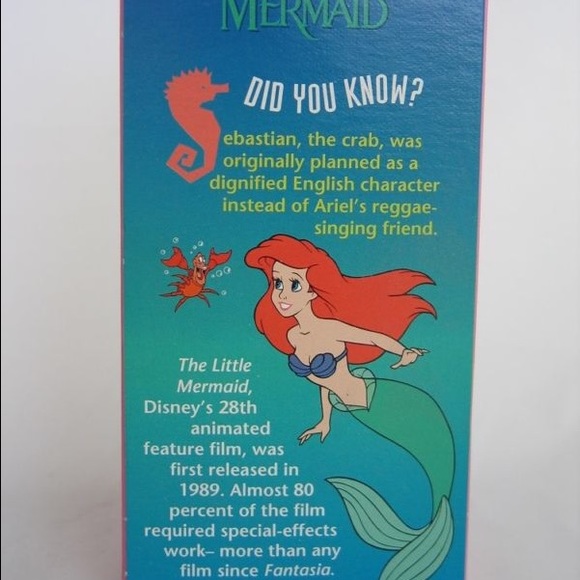 MERMAID
DID YOU KNOW?
Sebastian, the crab, was
originally planned as a
dignified English character
instead of Ariel's reggae-
singing friend.
The Little
Mermaid,
Disney's 28th
animated
feature film, was
first released in
1989. Almost 80
percent of the film
required special-effects
work– more than any
film since Fantasia.